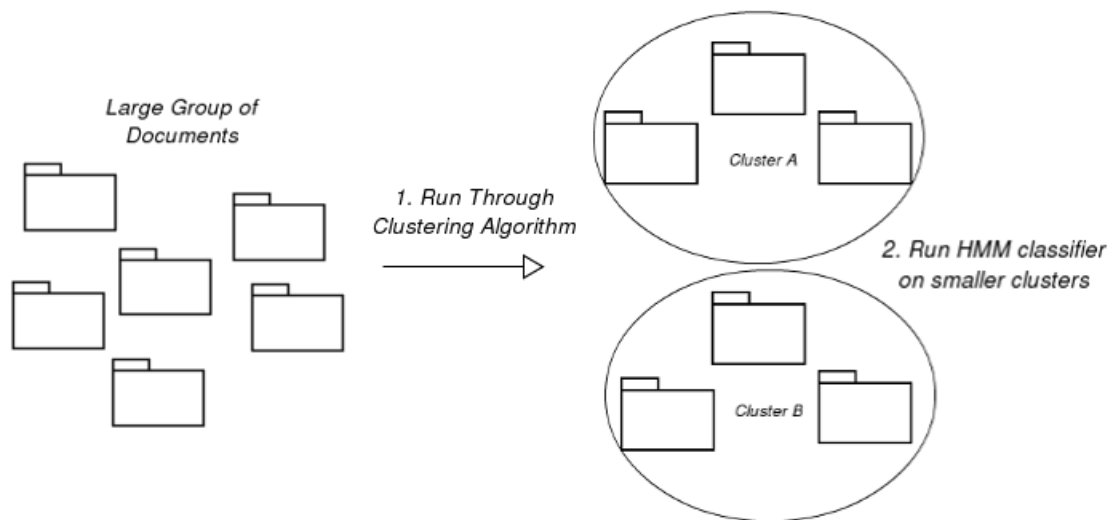 Large Group of
Documents
1. Run Through
Clustering Algorithm
Cluster A
2. Run HMM classifier
on smaller clusters
Cluster B